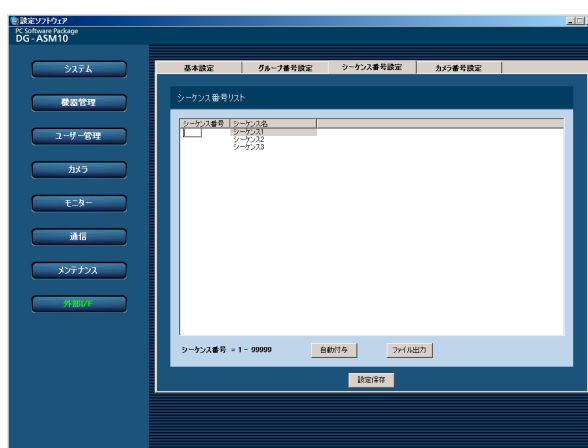 設定ソフトウェア
PC Software Package
DG - ASM10
システム
機器管理
ユーザー管理
カメラ
モニター
通信
メンテナンス
外部I/F
基本設定 グループ番号設定 シーケンス番号設定 カメラ番号設定
シーケンス番号リスト
シーケンス番号 シーケンス名
シーケンス1
シーケンス2
シーケンス3
シーケンス番号 = 1 - 99999 自動付与 ファイル出力
設定保存